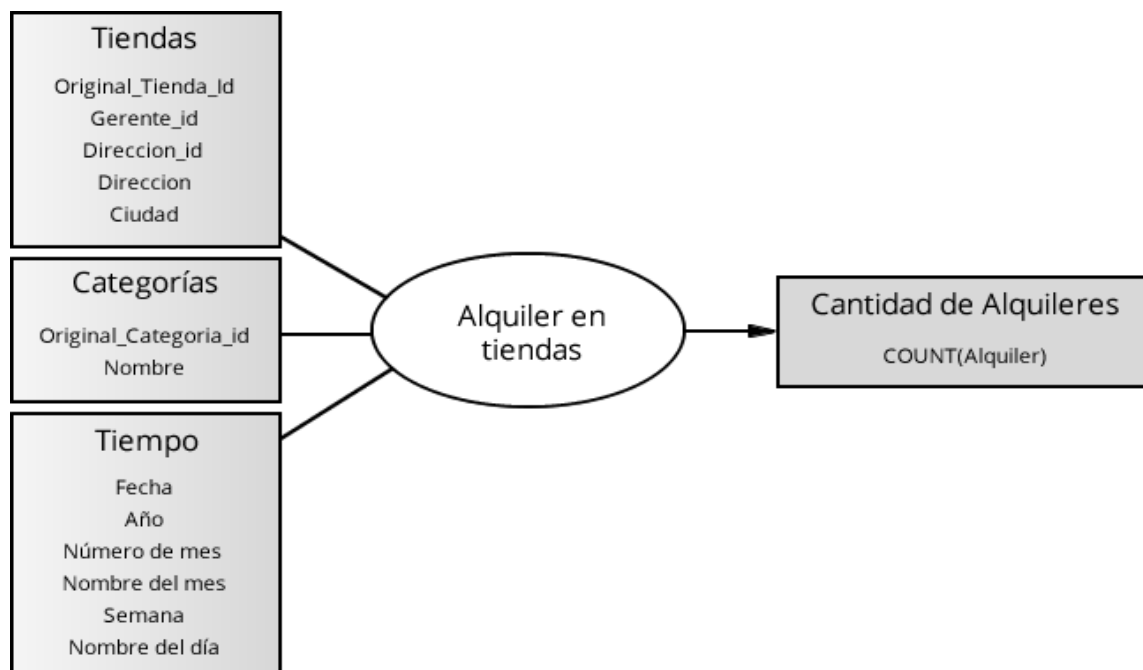 Tiendas
Original_Tienda_Id
Gerente_id
Direccion_id
Direccion
Ciudad
Categorías
Original_Categoria_id
Nombre
Tiempo
Fecha
Año
Número de mes
Nombre del mes
Semana
Nombre del día
Alquiler en
tiendas
Cantidad de Alquileres
COUNT(Alquiler)